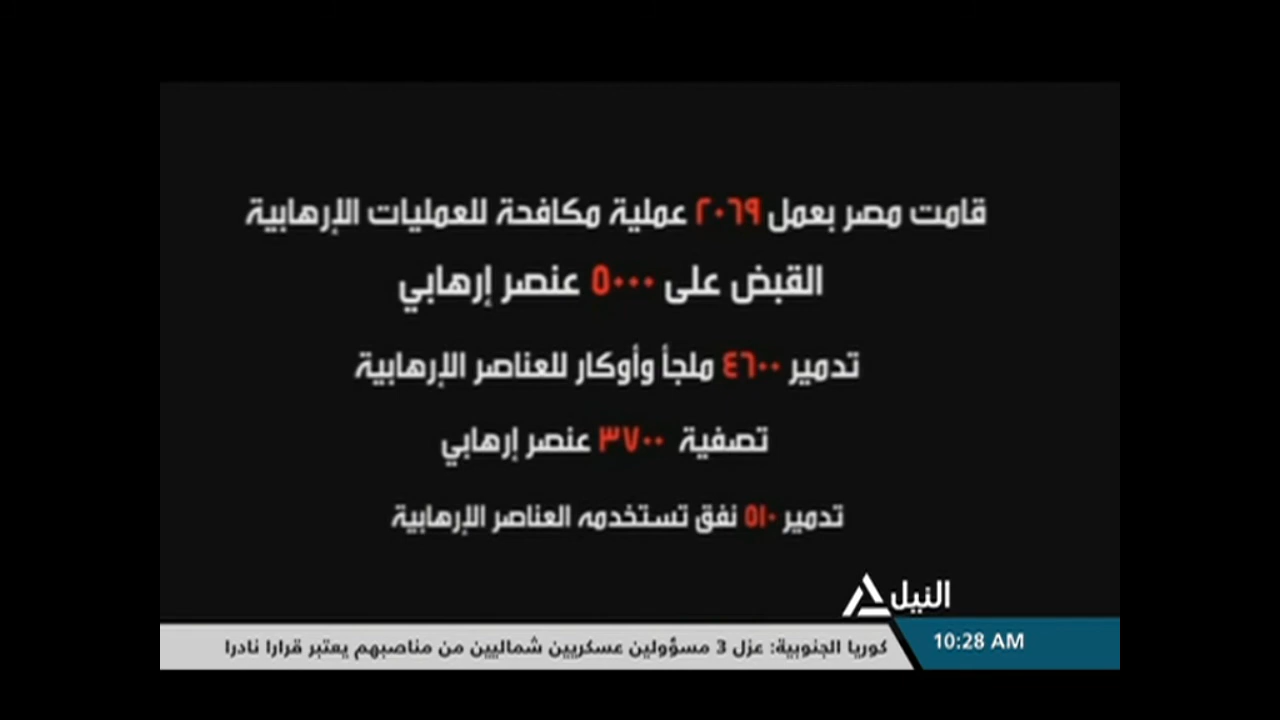 قامت مصر بعمل ٢٠٦٩ عملية مكافحة للعمليات الإرهابية
القبض على ٥٠٠٠ عنصر إرهابي
تدمير ٤٦٠٠ ملجأ وأوكار للعناصر الإرهابية
تصفية ٣٧٠٠ عنصر إرهابي
تدمير ٥١٠ نفق تستخدمه العناصر الإرهابية
النيل
10:28 AM
كوريا الجنوبية: عزل 3 مسؤولين عسكريين شماليين من مناصبهم يعتبر قرارا نادرا